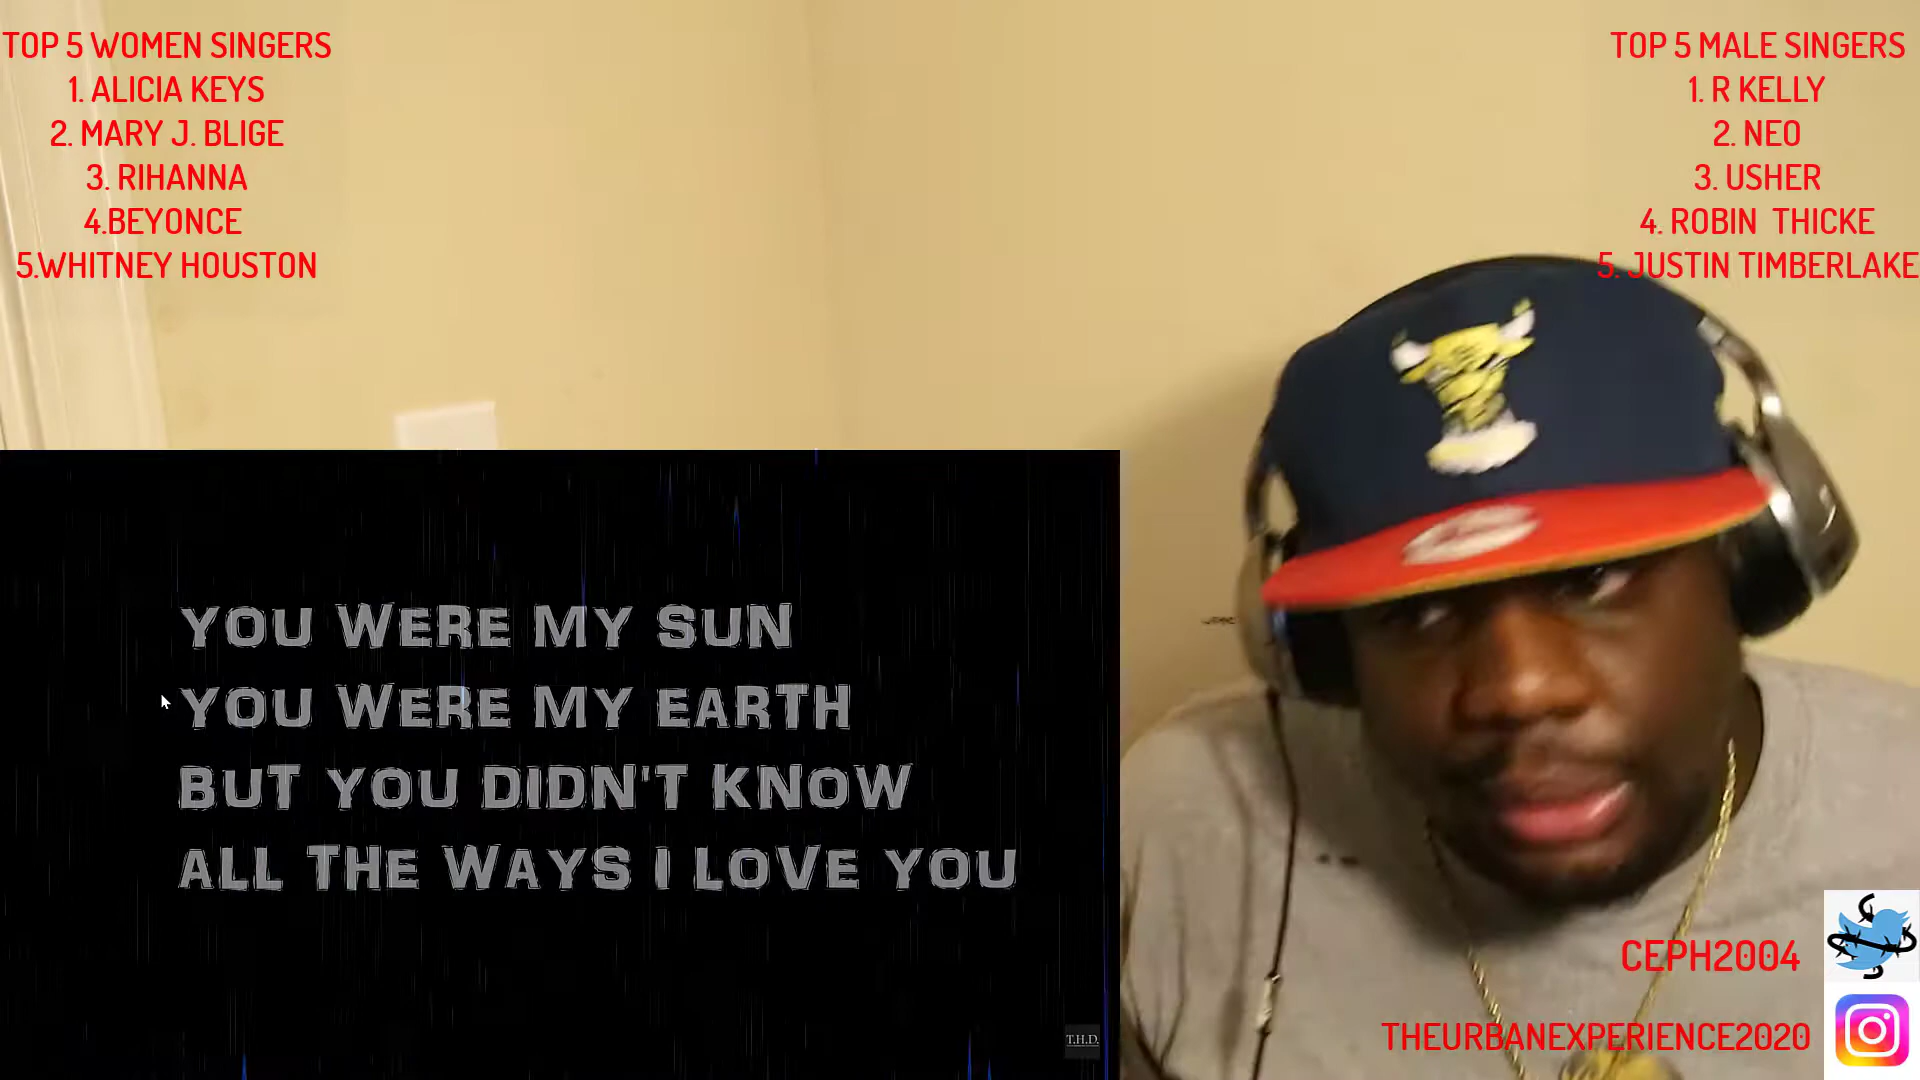 TOP 5 WOMEN SINGERS
1. ALICIA KEYS
2. MARY J. BLIGE
3. RIHANNA
4.BEYONCE
5.WHITNEY HOUSTON
TOP 5 MALE SINGERS
1. R KELLY
2. NEO
3. USHER
4. ROBIN THICKE
5. JUSTIN TIMBERLAKE
YOU WERE MY SUN
YOU WERE MY EARTH
BUT YOU DIDN'T KNOW
ALL THE WAYS I LOVE YOU
T.H.D.
CEPH2004
THEURBANEXPERIENCE2020